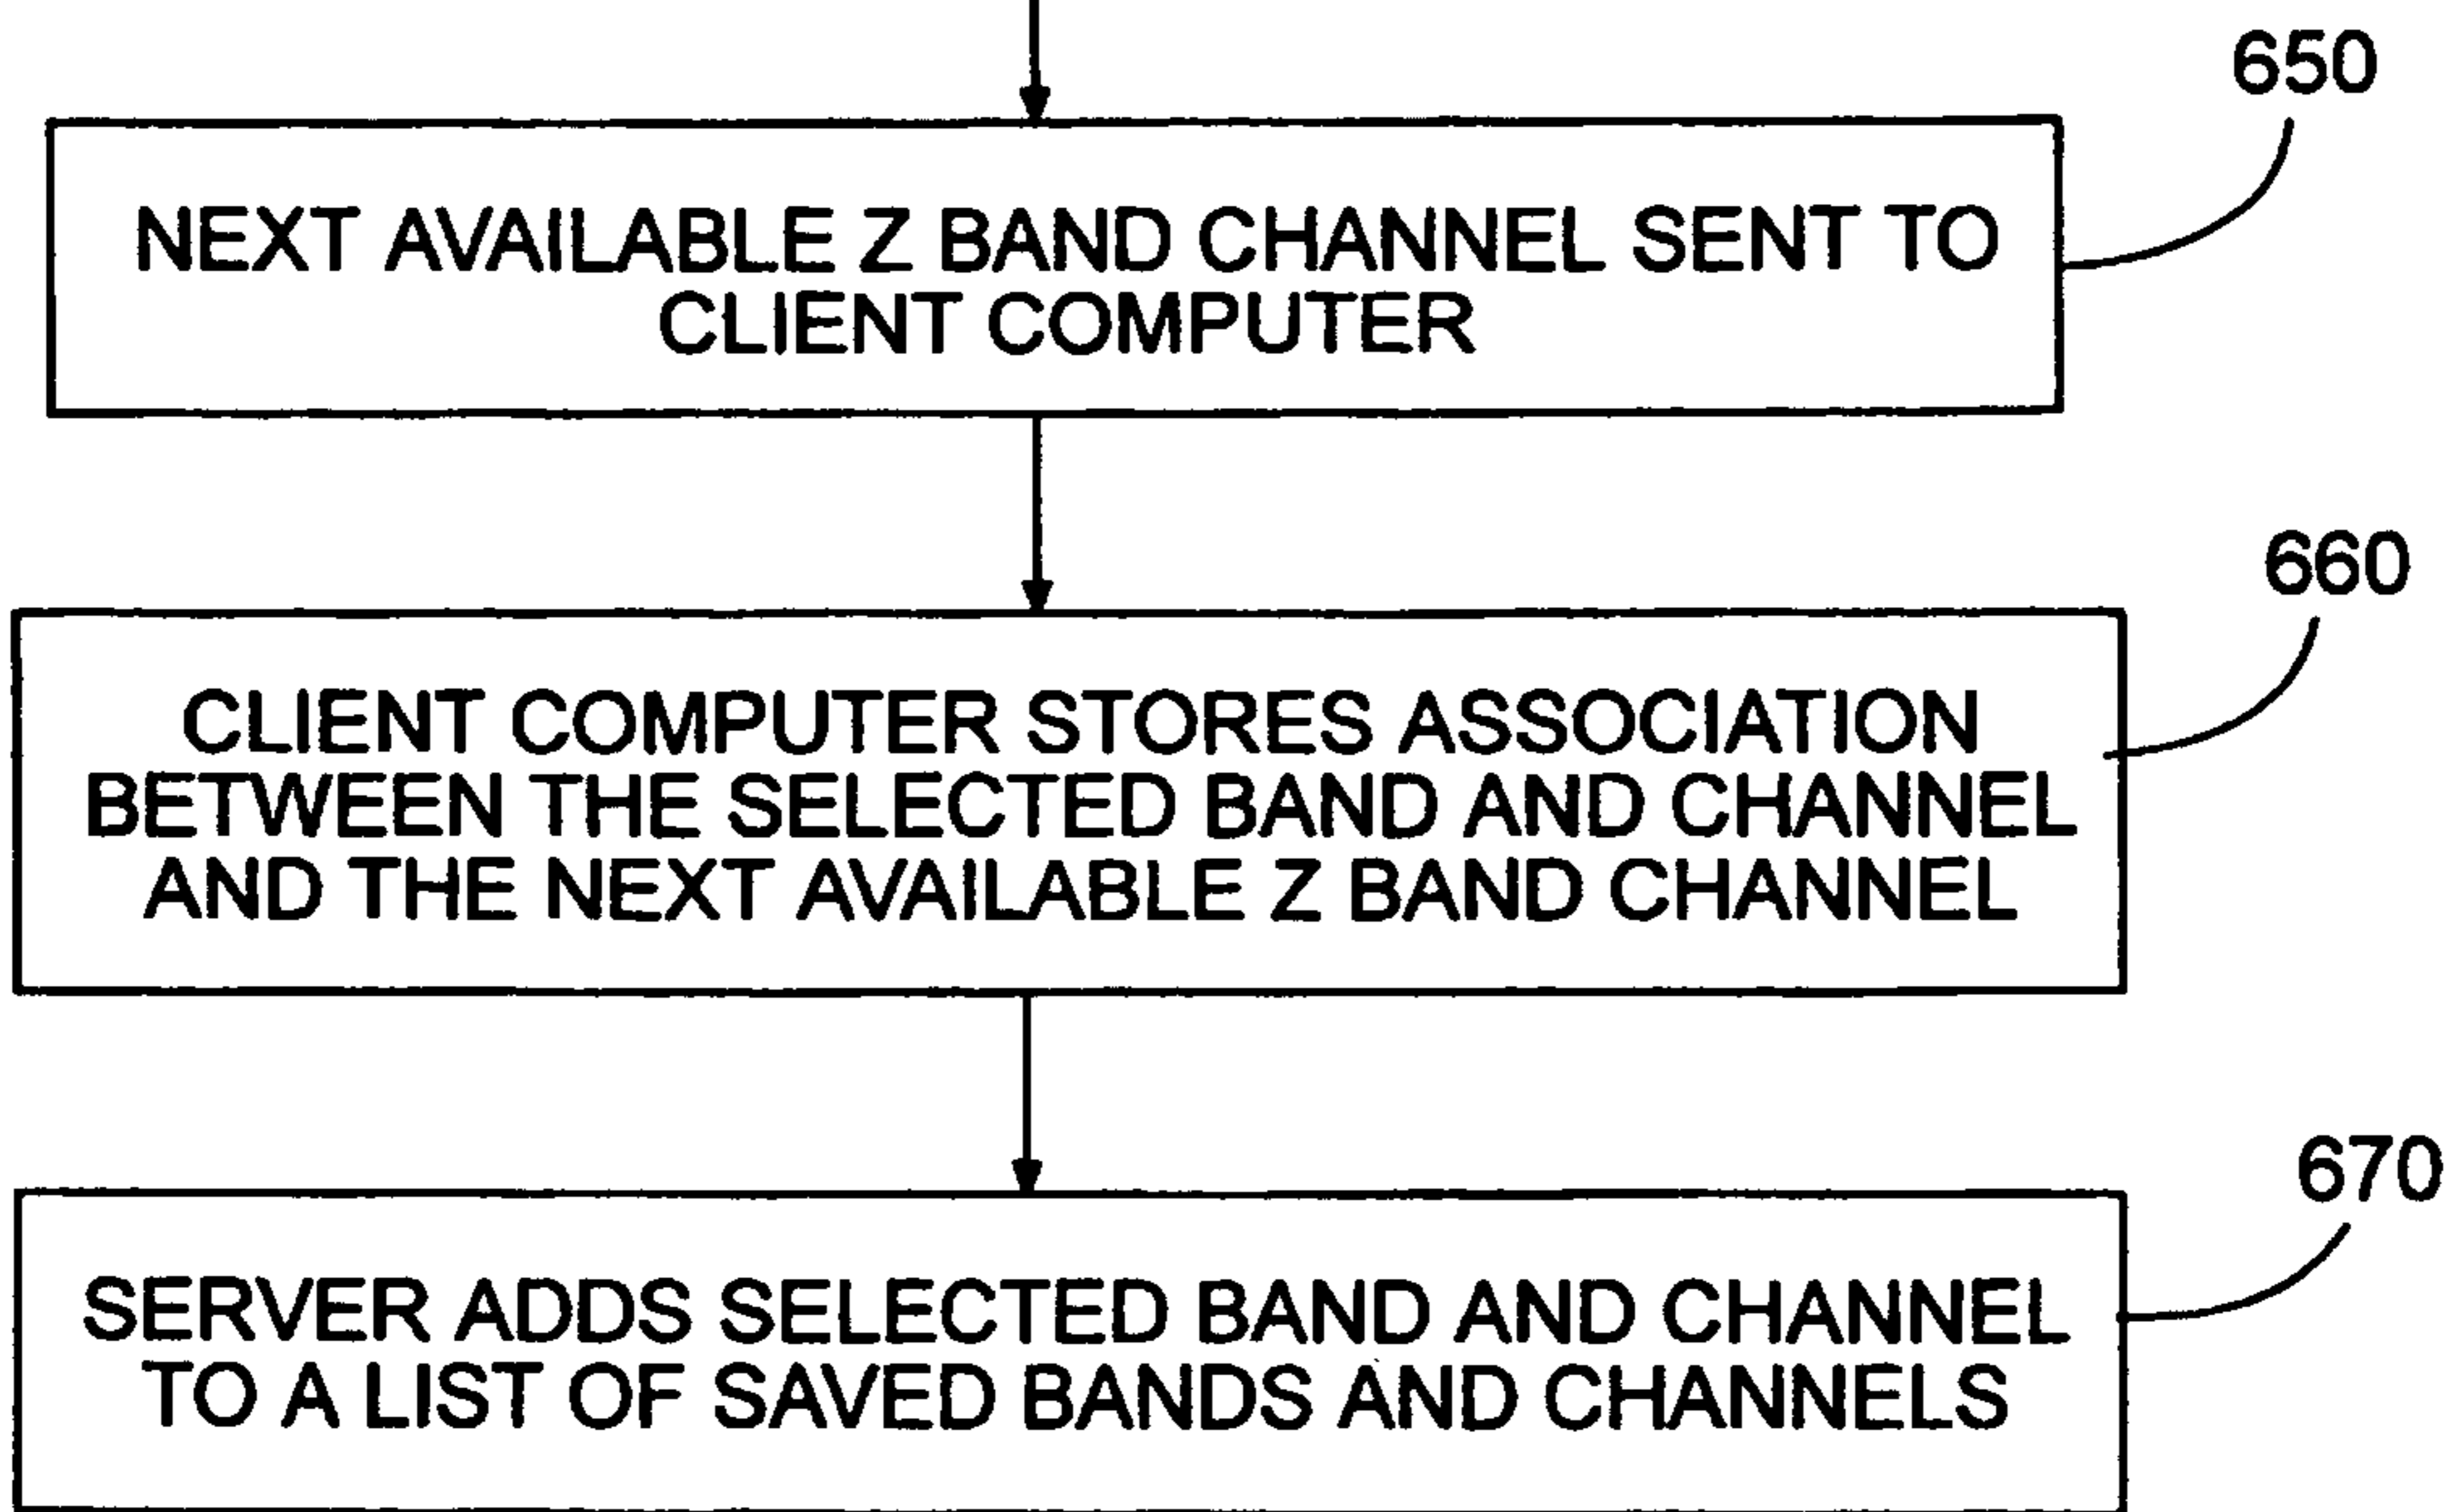 650
NEXT AVAILABLE Z BAND CHANNEL SENT TO
CLIENT COMPUTER
660
CLIENT COMPUTER STORES ASSOCIATION
BETWEEN THE SELECTED BAND AND CHANNEL
AND THE NEXT AVAILABLE Z BAND CHANNEL
670
SERVER ADDS SELECTED BAND AND CHANNEL
TO A LIST OF SAVED BANDS AND CHANNELS